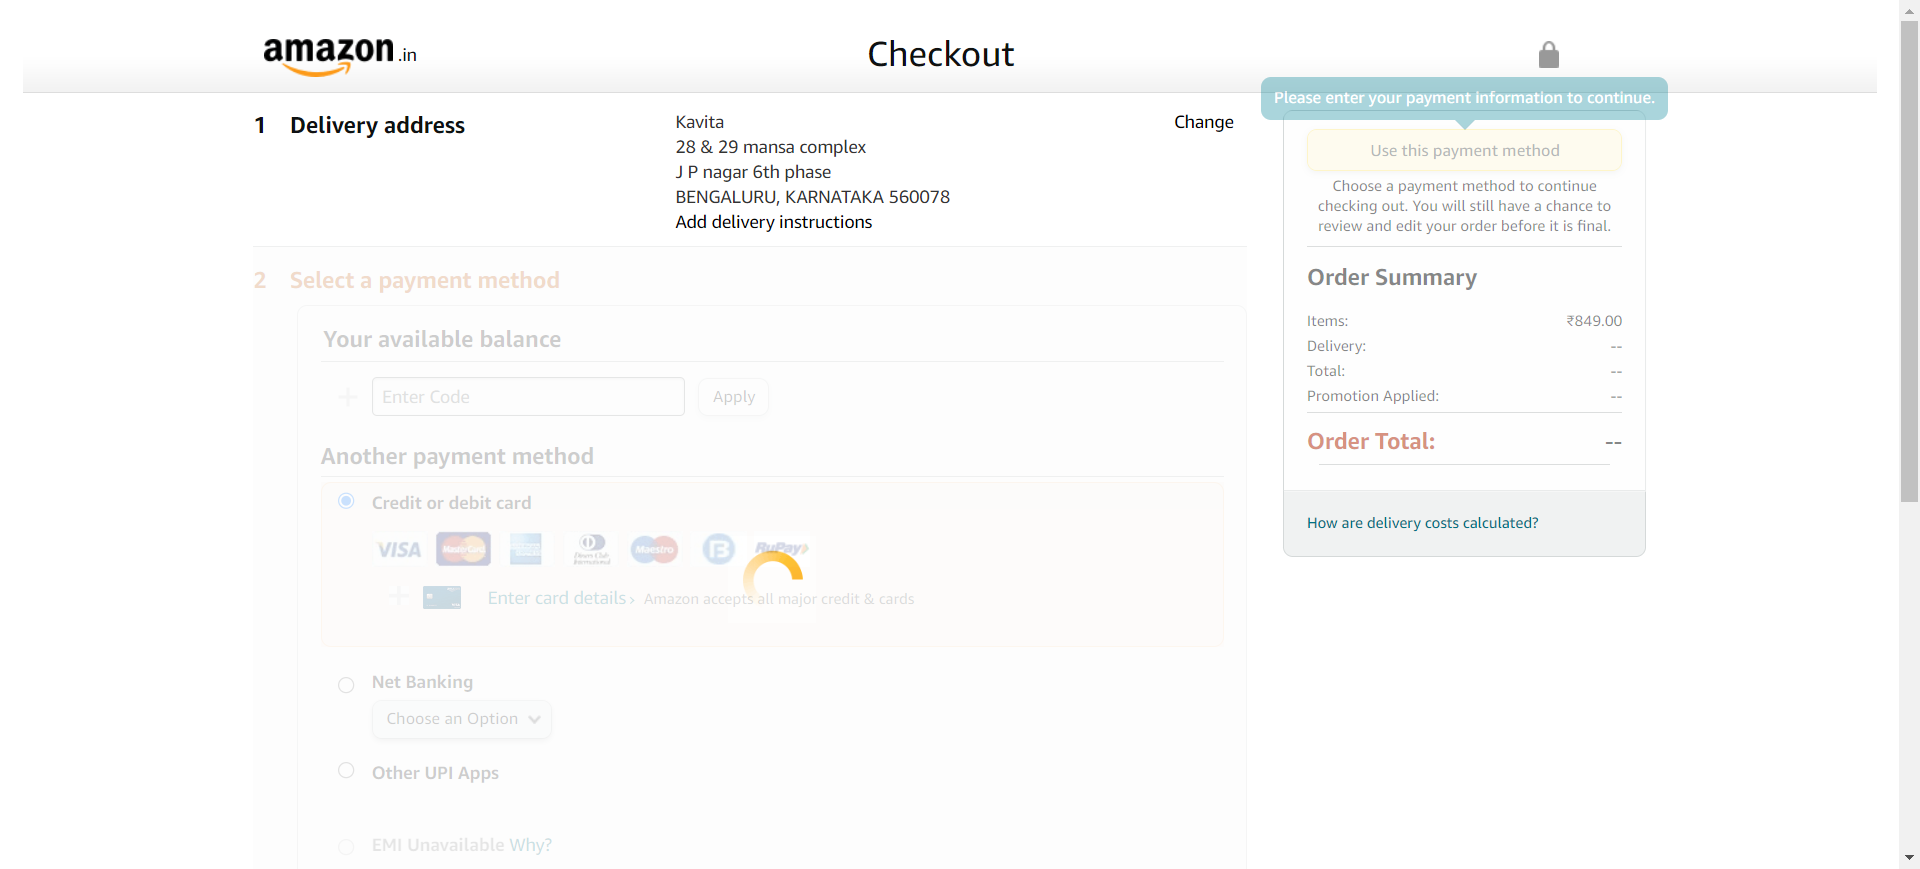 amazon.in
Checkout
1 Delivery address
Kavita
28 & 29 mansa complex
J P nagar 6th phase
BENGALURU, KARNATAKA 560078
Add delivery instructions
Change
Please enter your payment information to continue.
Use this payment method
Choose a payment method to continue
checking out. You will still have a chance to
review and edit your order before it is final.
Order Summary
Items: ₹849.00
Delivery: --
Total: --
Promotion Applied: --
Order Total: --
How are delivery costs calculated?
2 Select a payment method
Your available balance
Enter Code
Apply
Another payment method
Credit or debit card
VISA MasterCard Diners Club International Maestro B RuPay
Enter card details › Amazon accepts all major credit & cards
Net Banking
Choose an Option
Other UPI Apps
EMI Unavailable Why?